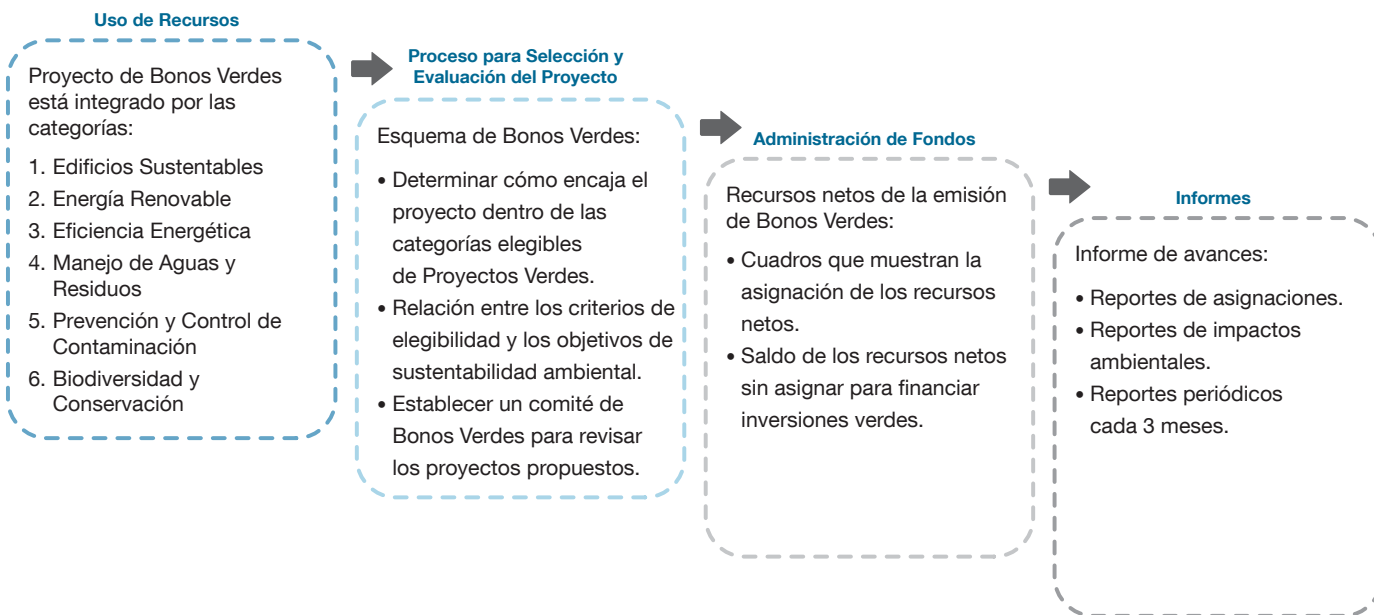 Uso de Recursos
Proyecto de Bonos Verdes
está integrado por las
categorías:
1. Edificios Sustentables
2. Energía Renovable
3. Eficiencia Energética
4. Manejo de Aguas y
Residuos
5. Prevención y Control de
Contaminación
6. Biodiversidad y
Conservación
Proceso para Selección y
Evaluación del Proyecto
Esquema de Bonos Verdes:
• Determinar cómo encaja el
proyecto dentro de las
categorías elegibles
de Proyectos Verdes.
• Relación entre los criterios de
elegibilidad y los objetivos de
sustentabilidad ambiental.
• Establecer un comité de
Bonos Verdes para revisar
los proyectos propuestos.
Administración de Fondos
Recursos netos de la emisión
de Bonos Verdes:
• Cuadros que muestran la
asignación de los recursos
netos.
• Saldo de los recursos netos
sin asignar para financiar
inversiones verdes.
Informes
Informe de avances:
• Reportes de asignaciones.
• Reportes de impactos
ambientales.
• Reportes periódicos
cada 3 meses.